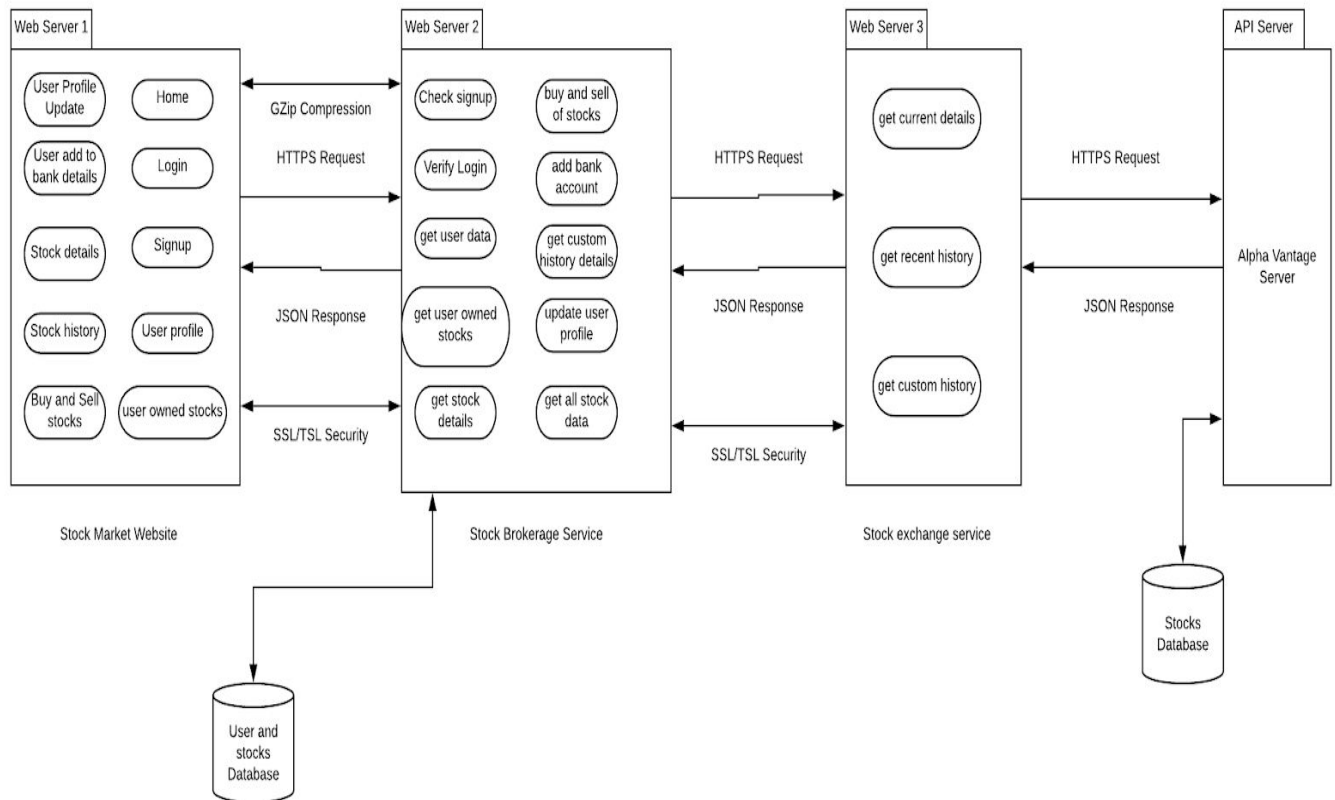 Web Server 1
User Profile
Update
Home
User add to
bank details
Login
Stock details
Signup
Stock history
User profile
Buy and Sell
stocks
user owned stocks
Stock Market Website
GZip Compression
HTTPS Request
JSON Response
SSL/TSL Security
Web Server 2
Check signup
buy and sell
of stocks
Verify Login
add bank
account
get user data
get custom
history details
get user owned
stocks
update user
profile
get stock
details
get all stock
data
Stock Brokerage Service
HTTPS Request
JSON Response
SSL/TSL Security
Web Server 3
get current details
get recent history
get custom history
Stock exchange service
HTTPS Request
JSON Response
API Server
Alpha Vantage
Server
User and
stocks
Database
Stocks
Database